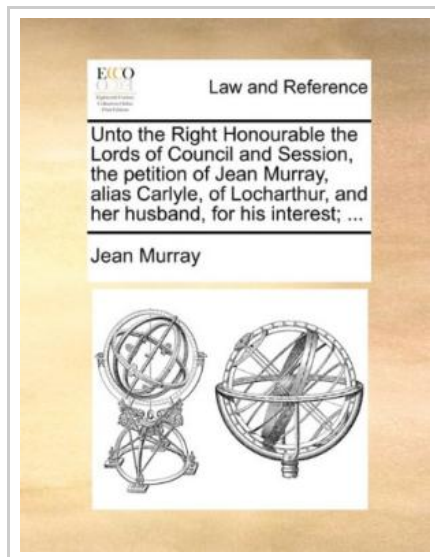 ECCO
Law and Reference
Unto the Right Honourable the
Lords of Council and Session,
the petition of Jean Murray,
alias Carlyle, of Locharthur, and
her husband, for his interest; ...
Jean Murray